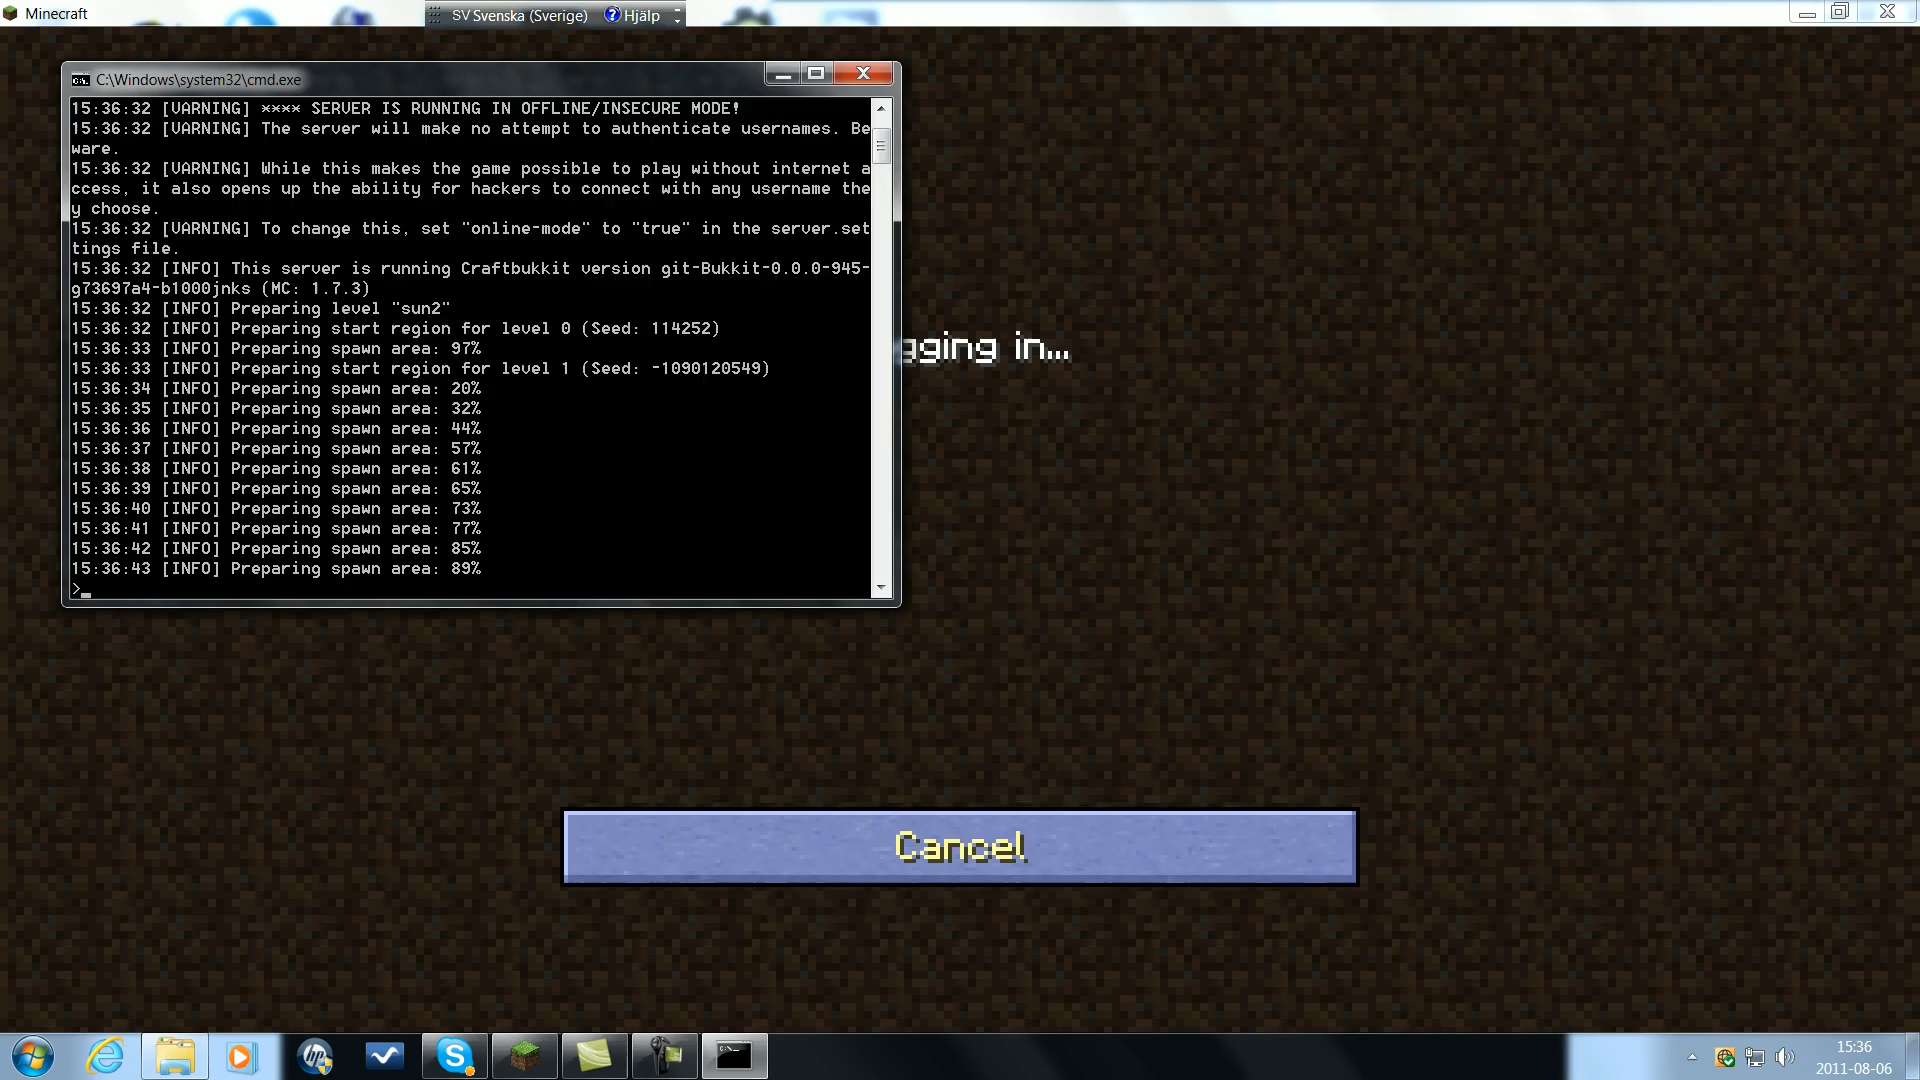 Minecraft
SV Svenska (Sverige) Hjälp
C:\Windows\system32\cmd.exe
15:36:32 [VARNING] **** SERVER IS RUNNING IN OFFLINE/INSECURE MODE!
15:36:32 [VARNING] The server will make no attempt to authenticate usernames. Be
ware.
15:36:32 [VARNING] While this makes the game possible to play without internet a
ccess, it also opens up the ability for hackers to connect with any username the
y choose.
15:36:32 [VARNING] To change this, set "online-mode" to "true" in the server.set
tings file.
15:36:32 [INFO] This server is running Craftbukkit version git-Bukkit-0.0.0-945-
g73697a4-b1000jnks (MC: 1.7.3)
15:36:32 [INFO] Preparing level "sun2"
15:36:32 [INFO] Preparing start region for level 0 (Seed: 114252)
15:36:33 [INFO] Preparing spawn area: 97%
15:36:33 [INFO] Preparing start region for level 1 (Seed: -1090120549)
15:36:34 [INFO] Preparing spawn area: 20%
15:36:35 [INFO] Preparing spawn area: 32%
15:36:36 [INFO] Preparing spawn area: 44%
15:36:37 [INFO] Preparing spawn area: 57%
15:36:38 [INFO] Preparing spawn area: 61%
15:36:39 [INFO] Preparing spawn area: 65%
15:36:40 [INFO] Preparing spawn area: 73%
15:36:41 [INFO] Preparing spawn area: 77%
15:36:42 [INFO] Preparing spawn area: 85%
15:36:43 [INFO] Preparing spawn area: 89%
>_
gging in...
Cancel
15:36
2011-08-06